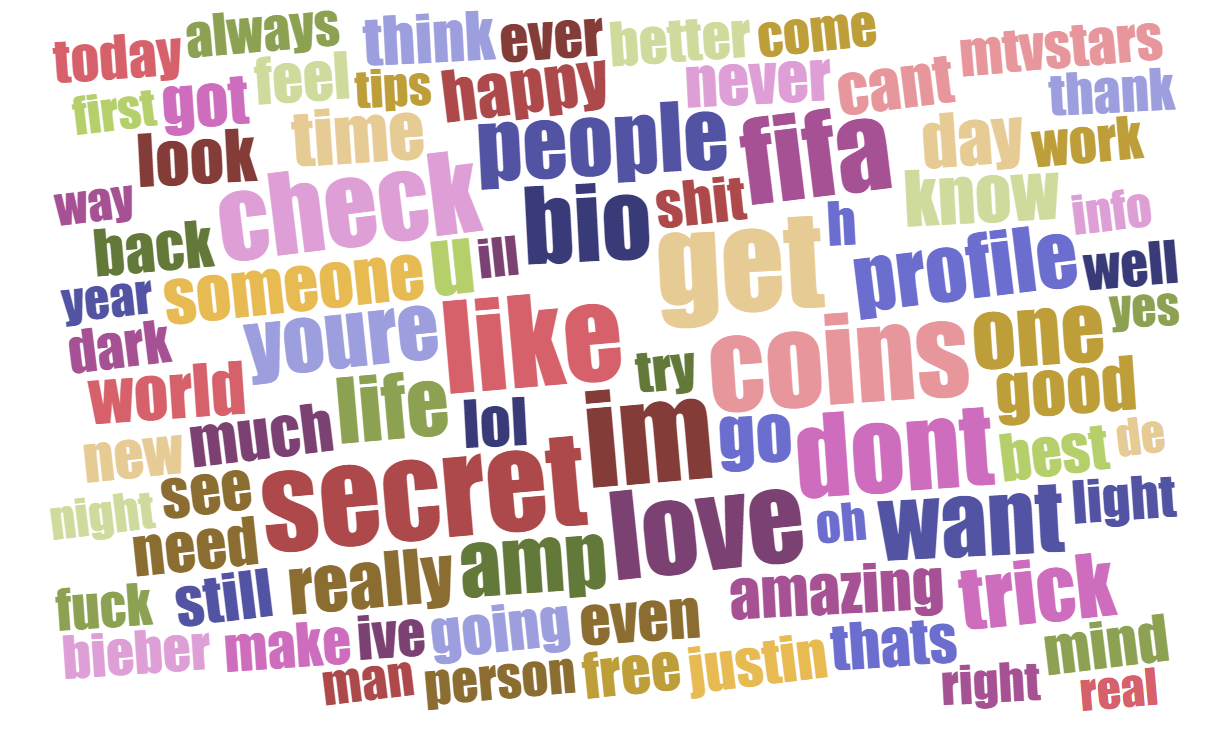 today always think ever better come mtvstars
first got feel tips happy never cant thank
look time people fifa day work
way check bio shit know info
back u ill get h profile well
year someone yes
dark youre like try coins one
world life lol im good
new much go dont best de
night see secret love oh want light
need really amp
fuck still amazing trick
bieber make ive going even thats mind
man person free justin right real